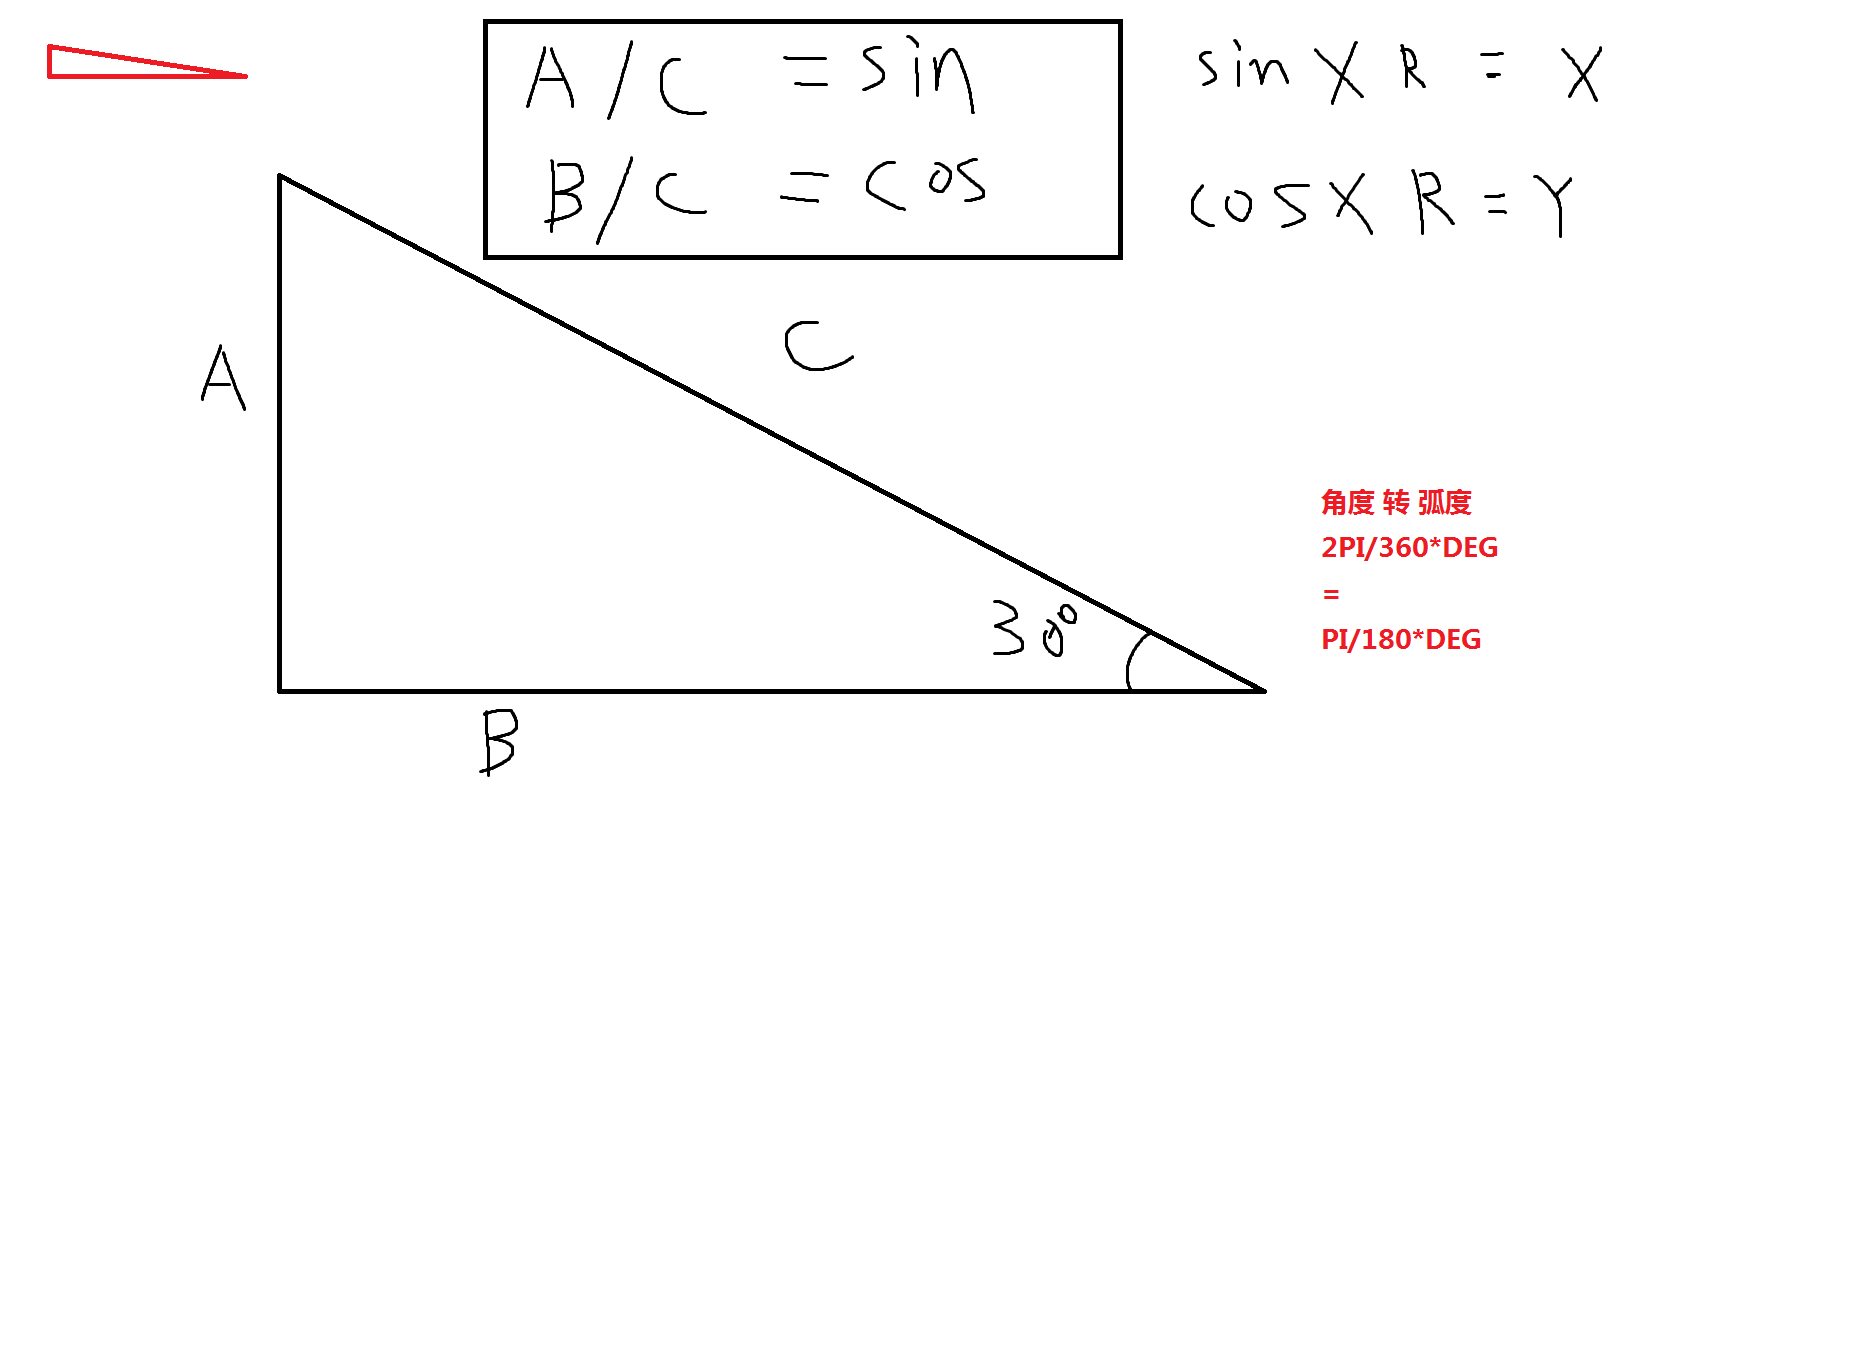 A/C = sin
B/C = cos
sin X R = X
cos X R = Y
A
C
30°
B
角度 转 弧度
2PI/360*DEG
=
PI/180*DEG